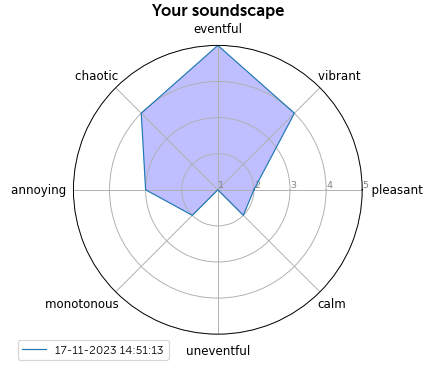 Your soundscape
eventful
chaotic
vibrant
annoying
1 2 3 4 5
pleasant
monotonous
calm
17-11-2023 14:51:13
uneventful